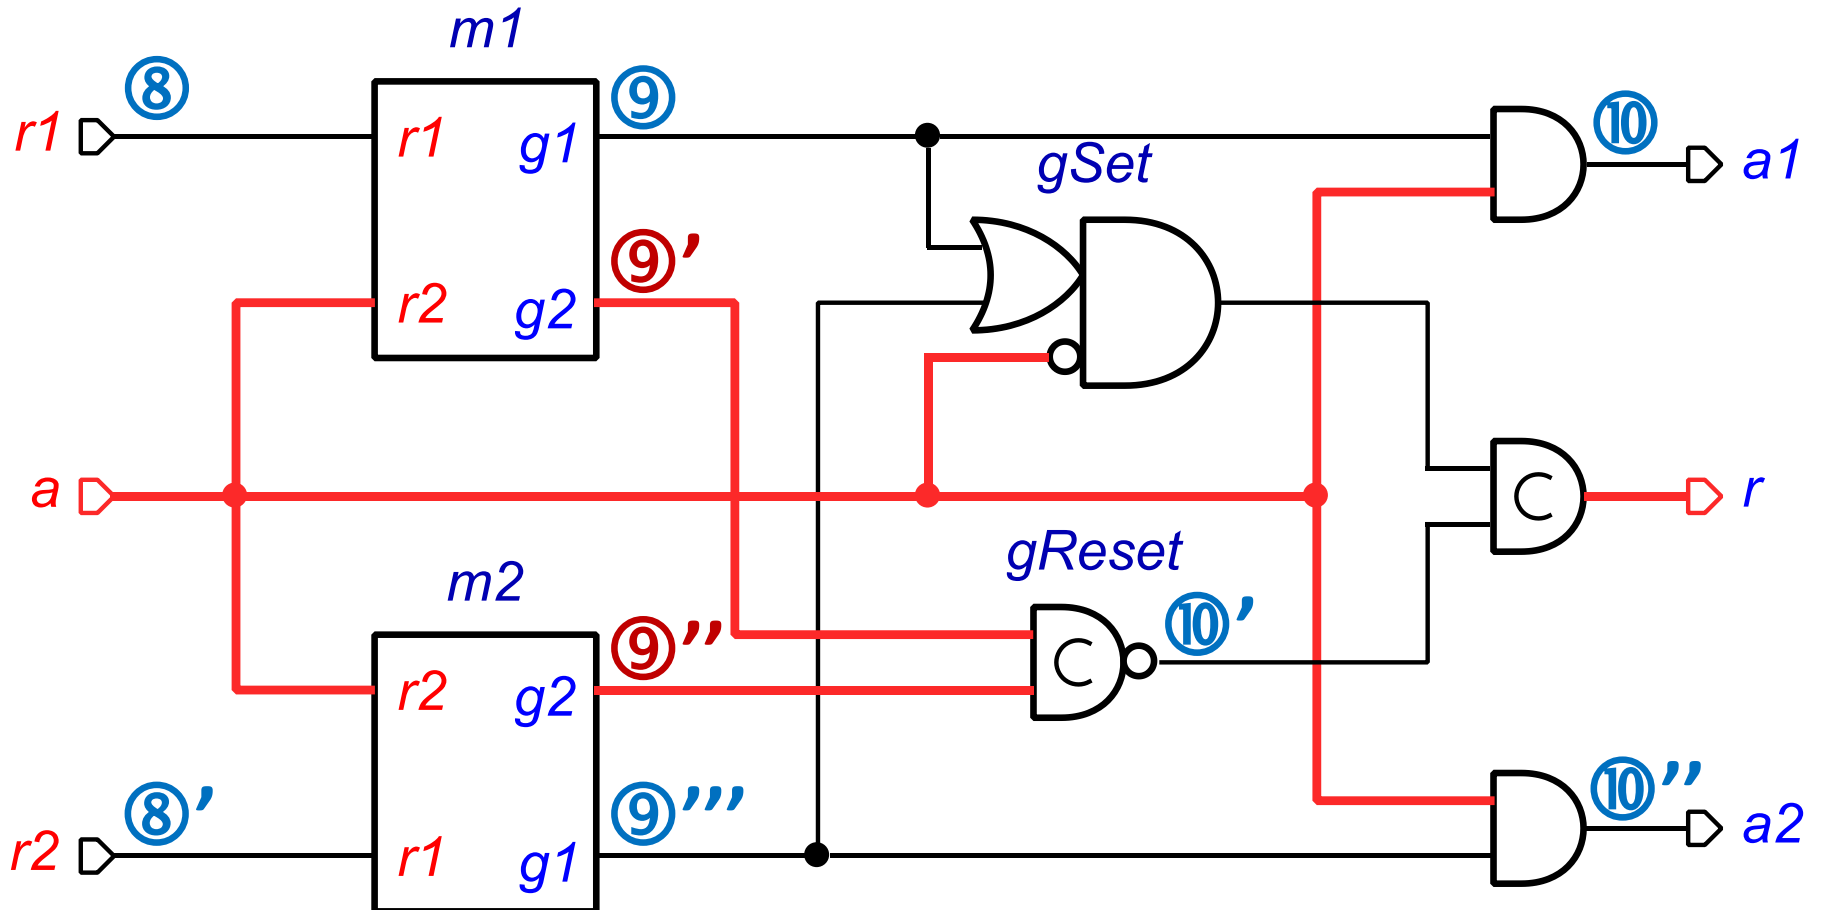 m1
r1 ⑧ r1 g1 ⑨ ⑩ a1
gSet
r2 g2 ⑨’
a C r
gReset
m2
r2 g2 ⑨’’ C ⑩’
r2 ⑧’ r1 g1 ⑨’’’ ⑩’’ a2